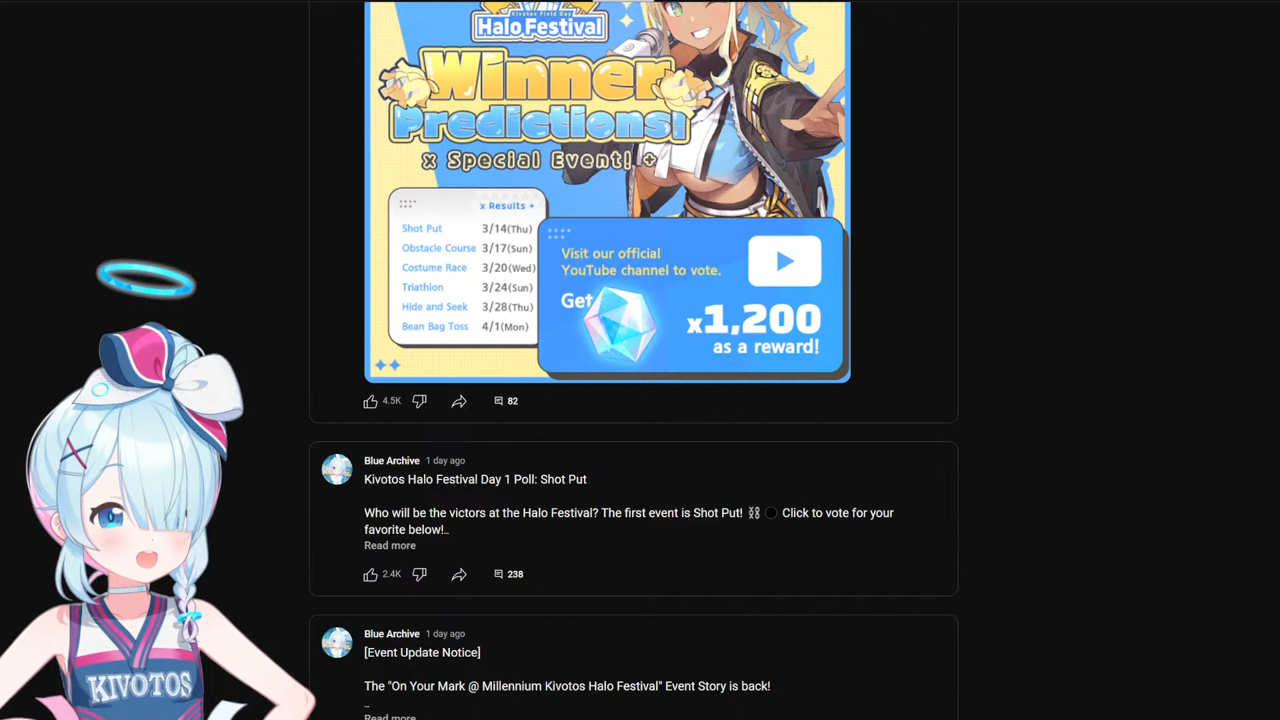 Kivotos Field Day
Halo Festival
Winner
Predictions!
x Special Event! +
x Results +
Shot Put 3/14(Thu)
Obstacle Course 3/17(Sun)
Costume Race 3/20(Wed)
Triathlon 3/24(Sun)
Hide and Seek 3/28(Thu)
Bean Bag Toss 4/1(Mon)
Visit our official
YouTube channel to vote.
Get
x1,200
as a reward!
4.5K
82
Blue Archive 1 day ago
Kivotos Halo Festival Day 1 Poll: Shot Put
Who will be the victors at the Halo Festival? The first event is Shot Put! ⛓️ ⚫ Click to vote for your
favorite below!...
Read more
2.4K
238
Blue Archive 1 day ago
[Event Update Notice]
The "On Your Mark @ Millennium Kivotos Halo Festival" Event Story is back!
...
Read more
KIVOTOS